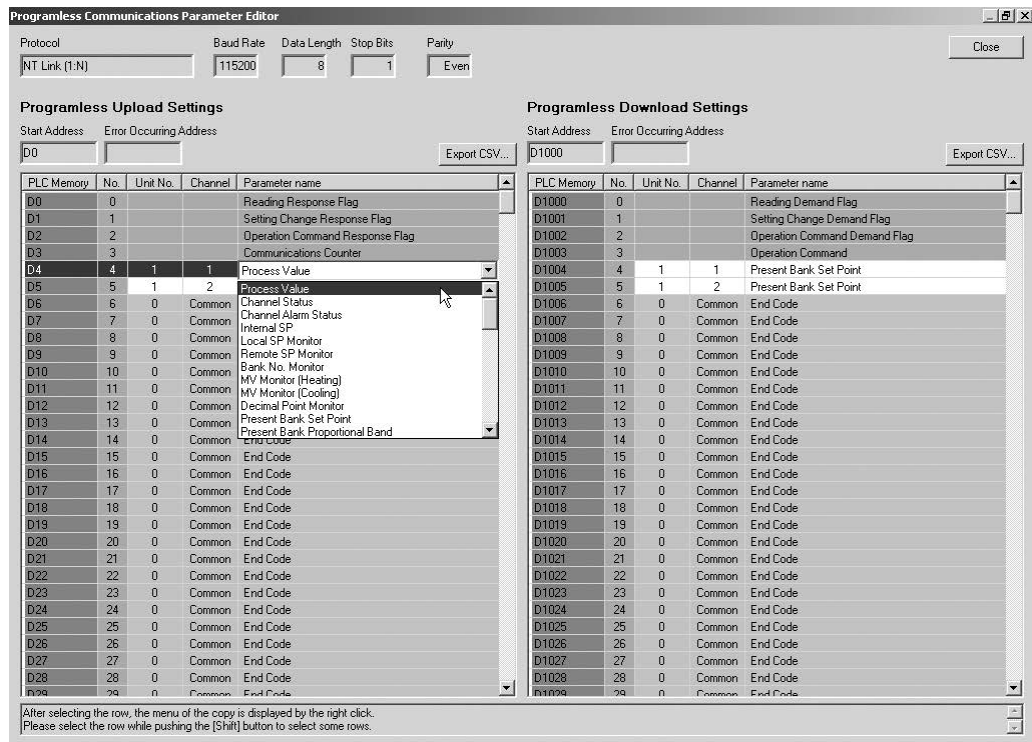 Programless Communications Parameter Editor
Protocol Baud Rate Data Length Stop Bits Parity
NT Link (1:N) 115200 8 1 Even Close
Programless Upload Settings
Start Address Error Occurring Address
D0 Export CSV...
PLC Memory No. Unit No. Channel Parameter name
D0 0 Reading Response Flag
D1 1 Setting Change Response Flag
D2 2 Operation Command Response Flag
D3 3 Communications Counter
D4 4 1 1 Process Value
D5 5 1 2
D6 6 0 Common
D7 7 0 Common
D8 8 0 Common
D9 9 0 Common
D10 10 0 Common
D11 11 0 Common
D12 12 0 Common
D13 13 0 Common
D14 14 0 Common End Code
D15 15 0 Common End Code
D16 16 0 Common End Code
D17 17 0 Common End Code
D18 18 0 Common End Code
D19 19 0 Common End Code
D20 20 0 Common End Code
D21 21 0 Common End Code
D22 22 0 Common End Code
D23 23 0 Common End Code
D24 24 0 Common End Code
D25 25 0 Common End Code
D26 26 0 Common End Code
D27 27 0 Common End Code
D28 28 0 Common End Code
D29 29 0 Common End Code
Process Value
Channel Status
Channel Alarm Status
Internal SP
Local SP Monitor
Remote SP Monitor
Bank No. Monitor
MV Monitor (Heating)
MV Monitor (Cooling)
Decimal Point Monitor
Present Bank Set Point
Present Bank Proportional Band
Programless Download Settings
Start Address Error Occurring Address
D1000 Export CSV...
PLC Memory No. Unit No. Channel Parameter name
D1000 0 Reading Demand Flag
D1001 1 Setting Change Demand Flag
D1002 2 Operation Command Demand Flag
D1003 3 Operation Command
D1004 4 1 1 Present Bank Set Point
D1005 5 1 2 Present Bank Set Point
D1006 6 0 Common End Code
D1007 7 0 Common End Code
D1008 8 0 Common End Code
D1009 9 0 Common End Code
D1010 10 0 Common End Code
D1011 11 0 Common End Code
D1012 12 0 Common End Code
D1013 13 0 Common End Code
D1014 14 0 Common End Code
D1015 15 0 Common End Code
D1016 16 0 Common End Code
D1017 17 0 Common End Code
D1018 18 0 Common End Code
D1019 19 0 Common End Code
D1020 20 0 Common End Code
D1021 21 0 Common End Code
D1022 22 0 Common End Code
D1023 23 0 Common End Code
D1024 24 0 Common End Code
D1025 25 0 Common End Code
D1026 26 0 Common End Code
D1027 27 0 Common End Code
D1028 28 0 Common End Code
D1029 29 0 Common End Code
After selecting the row, the menu of the copy is displayed by the right click.
Please select the row while pushing the [Shift] button to select some rows.